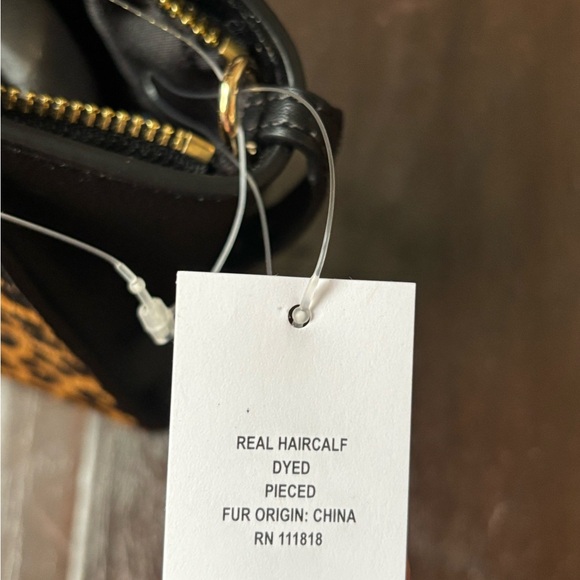 REAL HAIRCALF
DYED
PIECED
FUR ORIGIN: CHINA
RN 111818